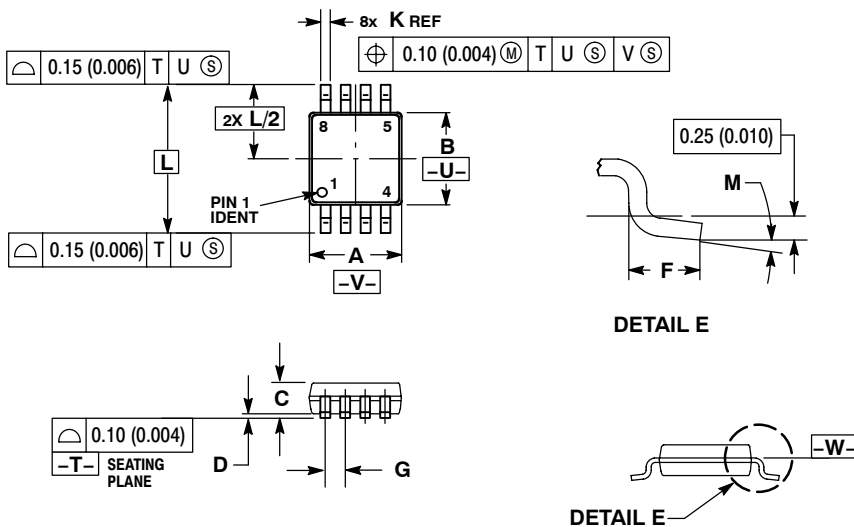 8x K REF
⌖ 0.10 (0.004) Ⓜ T U Ⓢ V Ⓢ
⌓ 0.15 (0.006) T U Ⓢ
2X L/2
8 5
B
–U–
L
PIN 1
IDENT
1 4
⌓ 0.15 (0.006) T U Ⓢ
A
–V–
0.25 (0.010)
M
F
DETAIL E
C
⌓ 0.10 (0.004)
–T– SEATING
PLANE
D
G
–W–
DETAIL E